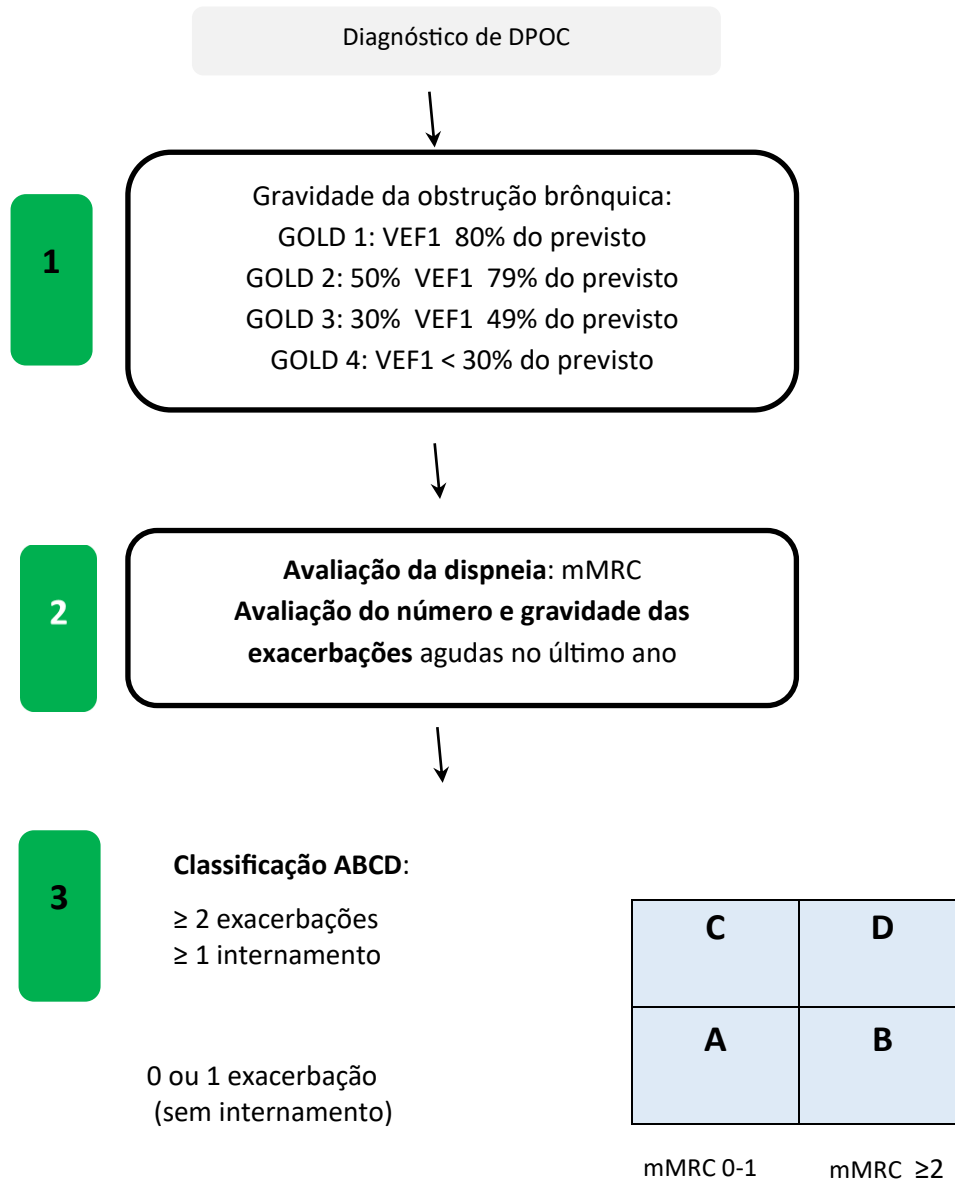 Diagnóstico de DPOC
1
Gravidade da obstrução brônquica:
GOLD 1: VEF1 80% do previsto
GOLD 2: 50% VEF1 79% do previsto
GOLD 3: 30% VEF1 49% do previsto
GOLD 4: VEF1 < 30% do previsto
2
Avaliação da dispneia: mMRC
Avaliação do número e gravidade das
exacerbações agudas no último ano
3
Classificação ABCD:
≥ 2 exacerbações
≥ 1 internamento
C D
A B
0 ou 1 exacerbação
(sem internamento)
mMRC 0-1 mMRC ≥2